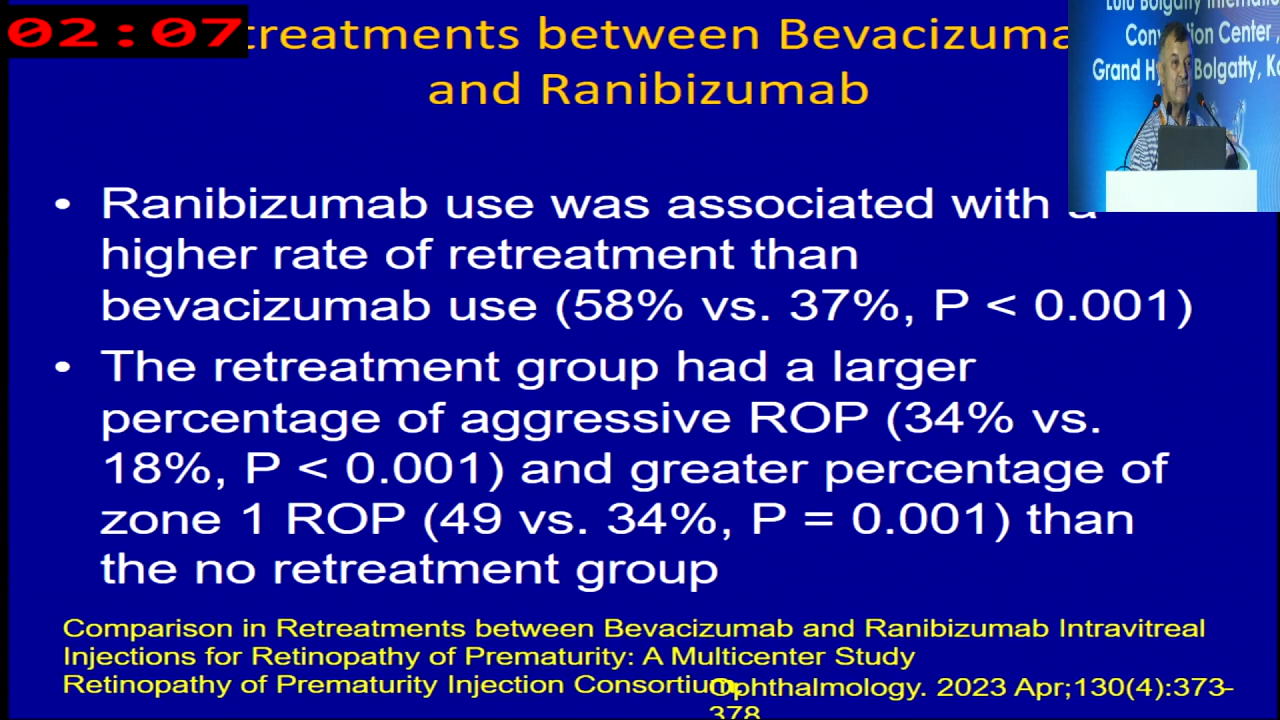 02:07
treatments between Bevacizuma
and Ranibizumab
Lulu Bolgatty Internatio
Convention Center,
Grand Hy Bolgatty, Ko
• Ranibizumab use was associated with a
higher rate of retreatment than
bevacizumab use (58% vs. 37%, P < 0.001)
• The retreatment group had a larger
percentage of aggressive ROP (34% vs.
18%, P < 0.001) and greater percentage of
zone 1 ROP (49 vs. 34%, P = 0.001) than
the no retreatment group
Comparison in Retreatments between Bevacizumab and Ranibizumab Intravitreal
Injections for Retinopathy of Prematurity: A Multicenter Study
Retinopathy of Prematurity Injection Consortium.
Ophthalmology. 2023 Apr;130(4):373-
378